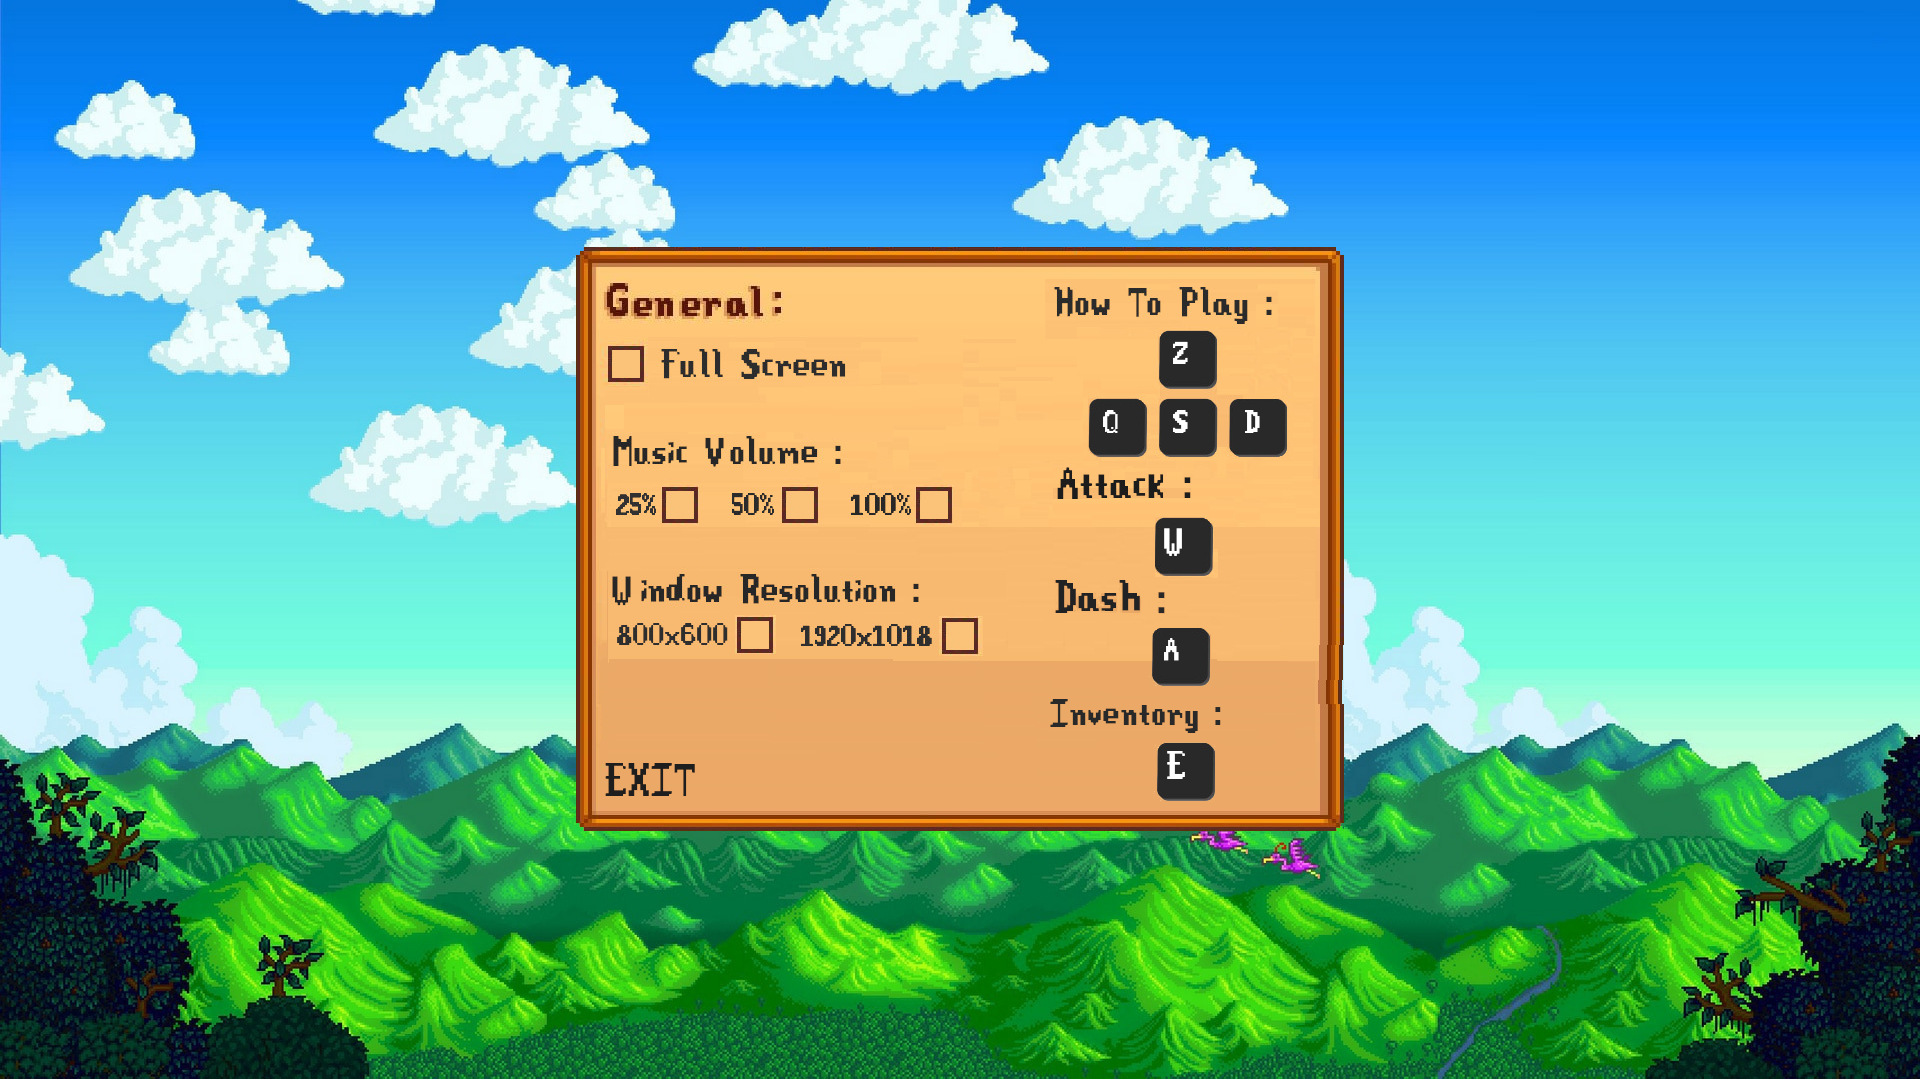 General:
Full Screen
Music Volume :
25% 50% 100%
Window Resolution :
800x600 1920x1018
EXIT
How To Play :
Z
Q S D
Attack :
W
Dash :
A
Inventory :
E